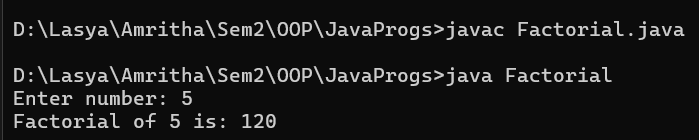 D:\Lasya\Amritha\Sem2\OOP\JavaProgs>javac Factorial.java
D:\Lasya\Amritha\Sem2\OOP\JavaProgs>java Factorial
Enter number: 5
Factorial of 5 is: 120